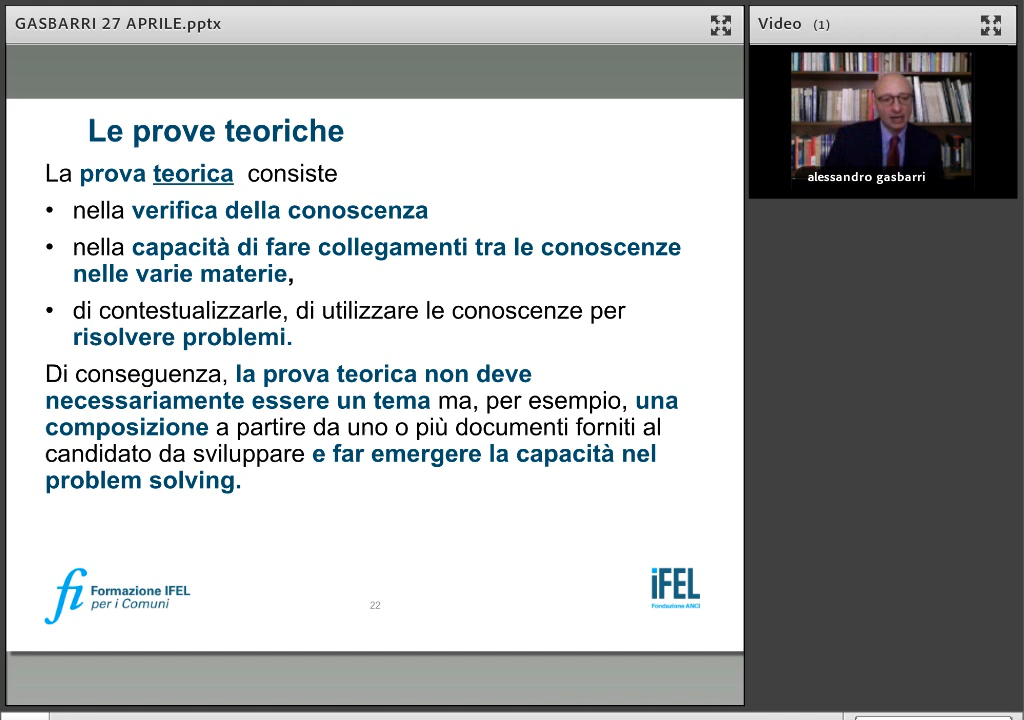 GASBARRI 27 APRILE.pptx
Video (1)
alessandro gasbarri
Le prove teoriche
La prova teorica consiste
• nella verifica della conoscenza
• nella capacità di fare collegamenti tra le conoscenze
nelle varie materie,
• di contestualizzarle, di utilizzare le conoscenze per
risolvere problemi.
Di conseguenza, la prova teorica non deve
necessariamente essere un tema ma, per esempio, una
composizione a partire da uno o più documenti forniti al
candidato da sviluppare e far emergere la capacità nel
problem solving.
fi Formazione IFEL
per i Comuni
22
iFEL
Fondazione ANCI